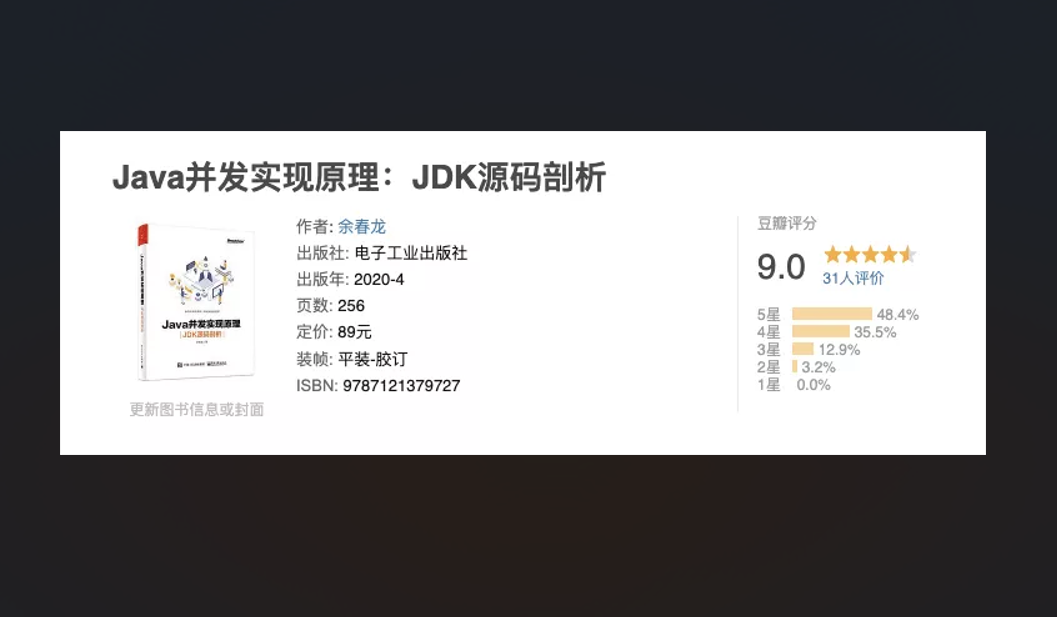 Java并发实现原理：JDK源码剖析
作者: 余春龙
出版社: 电子工业出版社
出版年: 2020-4
页数: 256
定价: 89元
装帧: 平装-胶订
ISBN: 9787121379727
更新图书信息或封面
Java并发实现原理
JDK源码剖析
豆瓣评分
9.0
31人评价
5星 48.4%
4星 35.5%
3星 12.9%
2星 3.2%
1星 0.0%